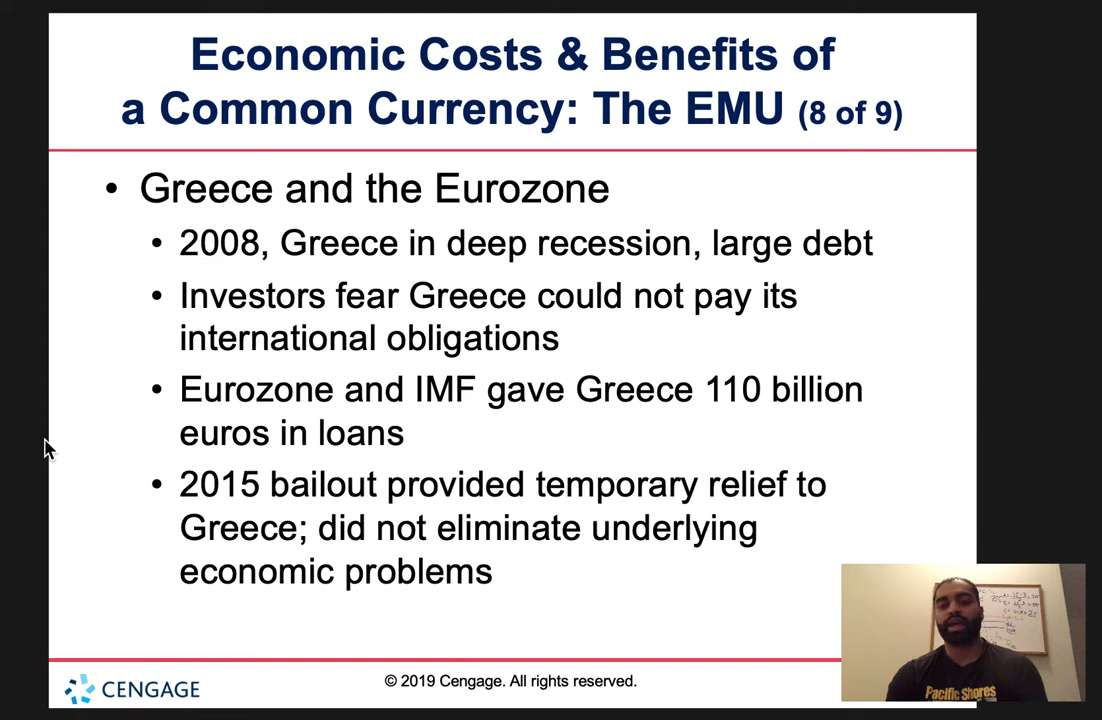 Economic Costs & Benefits of
a Common Currency: The EMU (8 of 9)
• Greece and the Eurozone
• 2008, Greece in deep recession, large debt
• Investors fear Greece could not pay its
international obligations
• Eurozone and IMF gave Greece 110 billion
euros in loans
• 2015 bailout provided temporary relief to
Greece; did not eliminate underlying
economic problems
CENGAGE
© 2019 Cengage. All rights reserved.
Pacific Shores